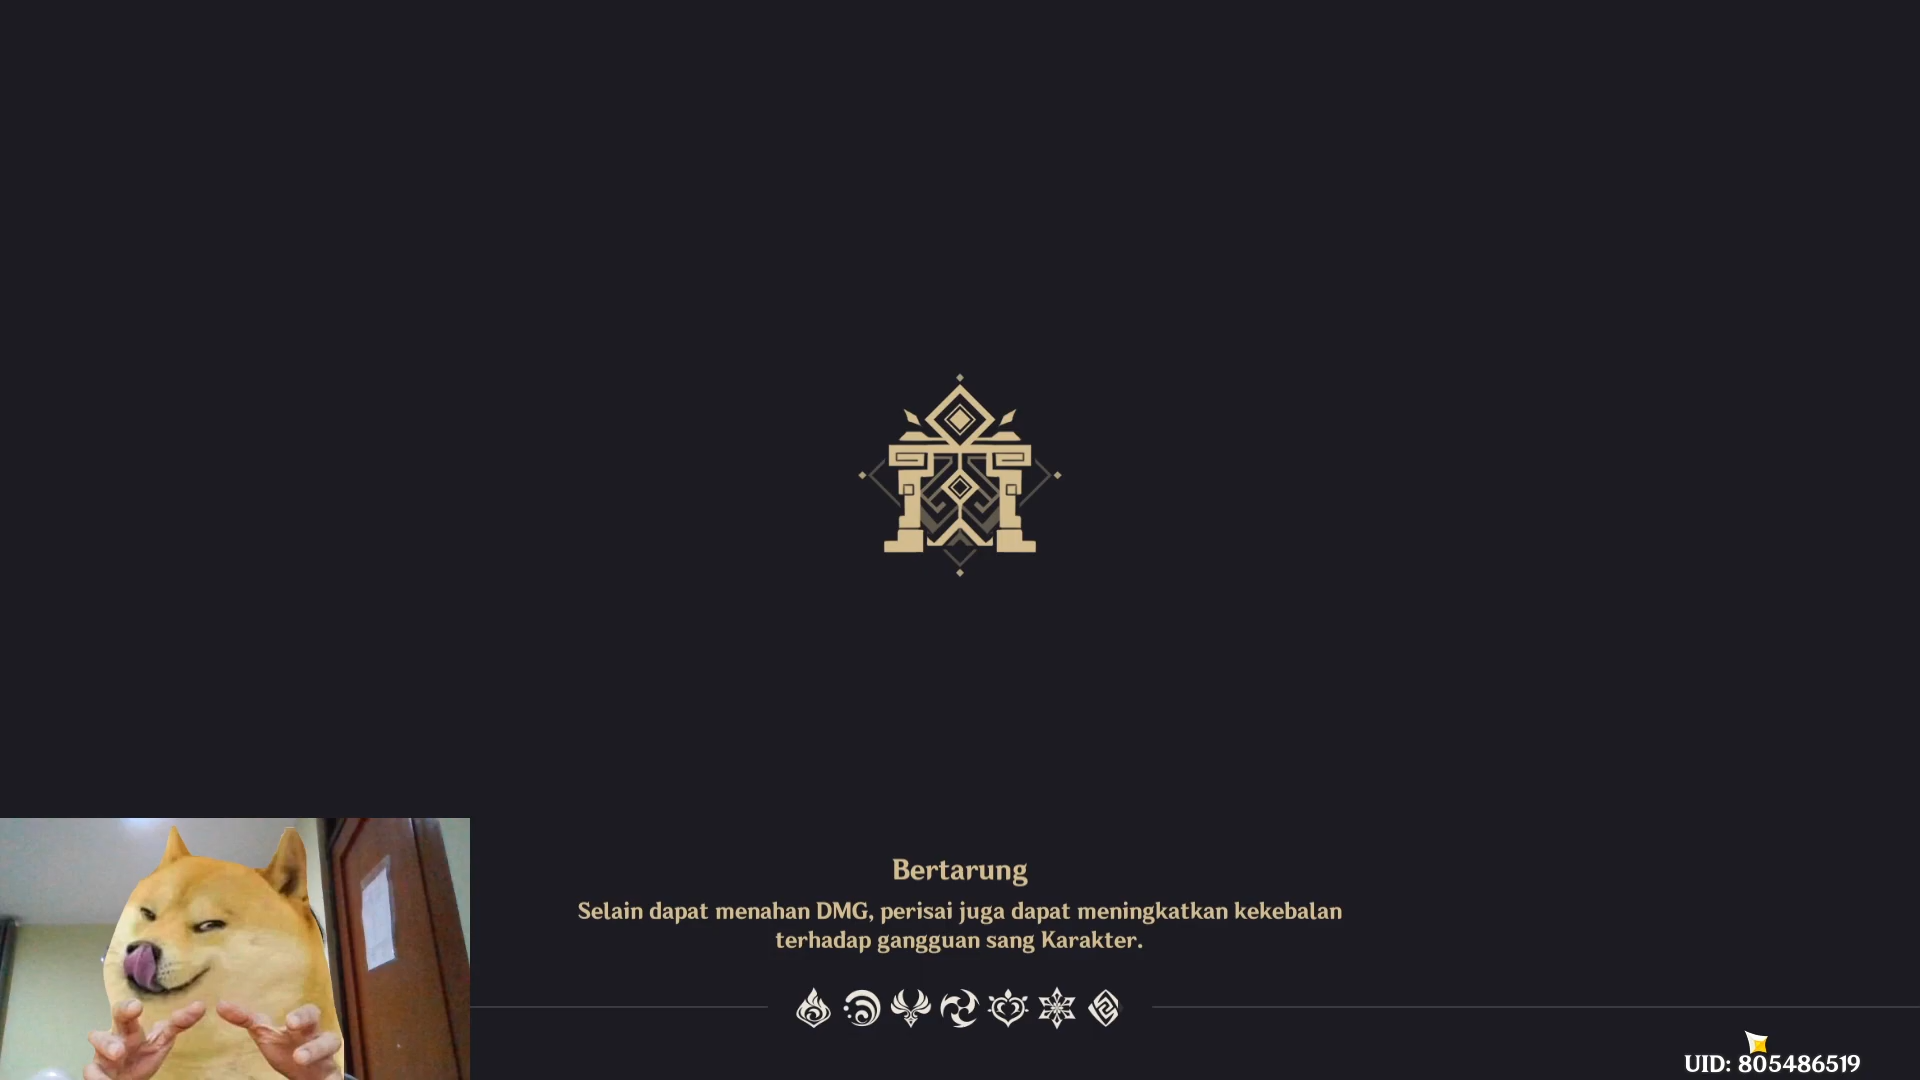 Bertarung
Selain dapat menahan DMG, perisai juga dapat meningkatkan kekebalan
terhadap gangguan sang Karakter.
UID: 805486519